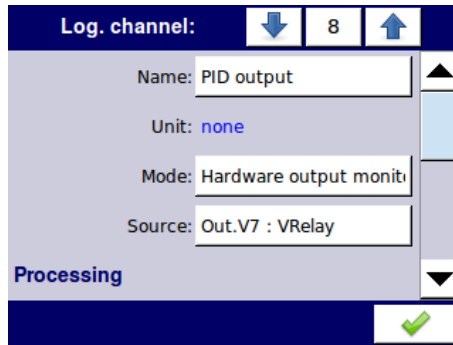 Log. channel: 8
Name: PID output
Unit: none
Mode: Hardware output monit
Source: Out.V7 : VRelay
Processing